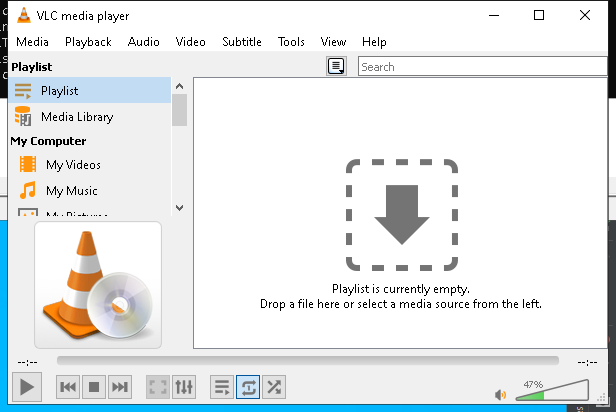 VLC media player
Media Playback Audio Video Subtitle Tools View Help
Playlist
Search
Playlist
Media Library
My Computer
My Videos
My Music
My Pictures
Playlist is currently empty.
Drop a file here or select a media source from the left.
--:-- --:--
47%